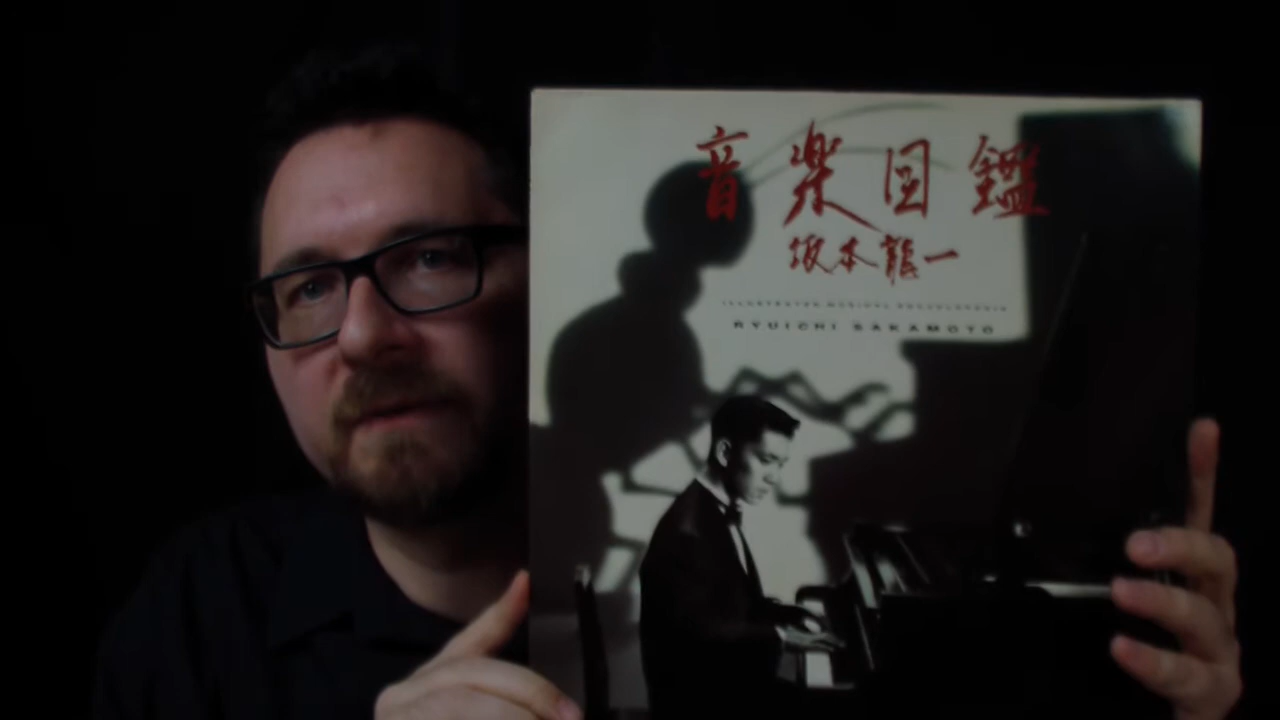 音楽図鑑
坂本龍一
ILLUSTRATED MUSICAL ENCYCLOPEDIA
RYUICHI SAKAMOTO